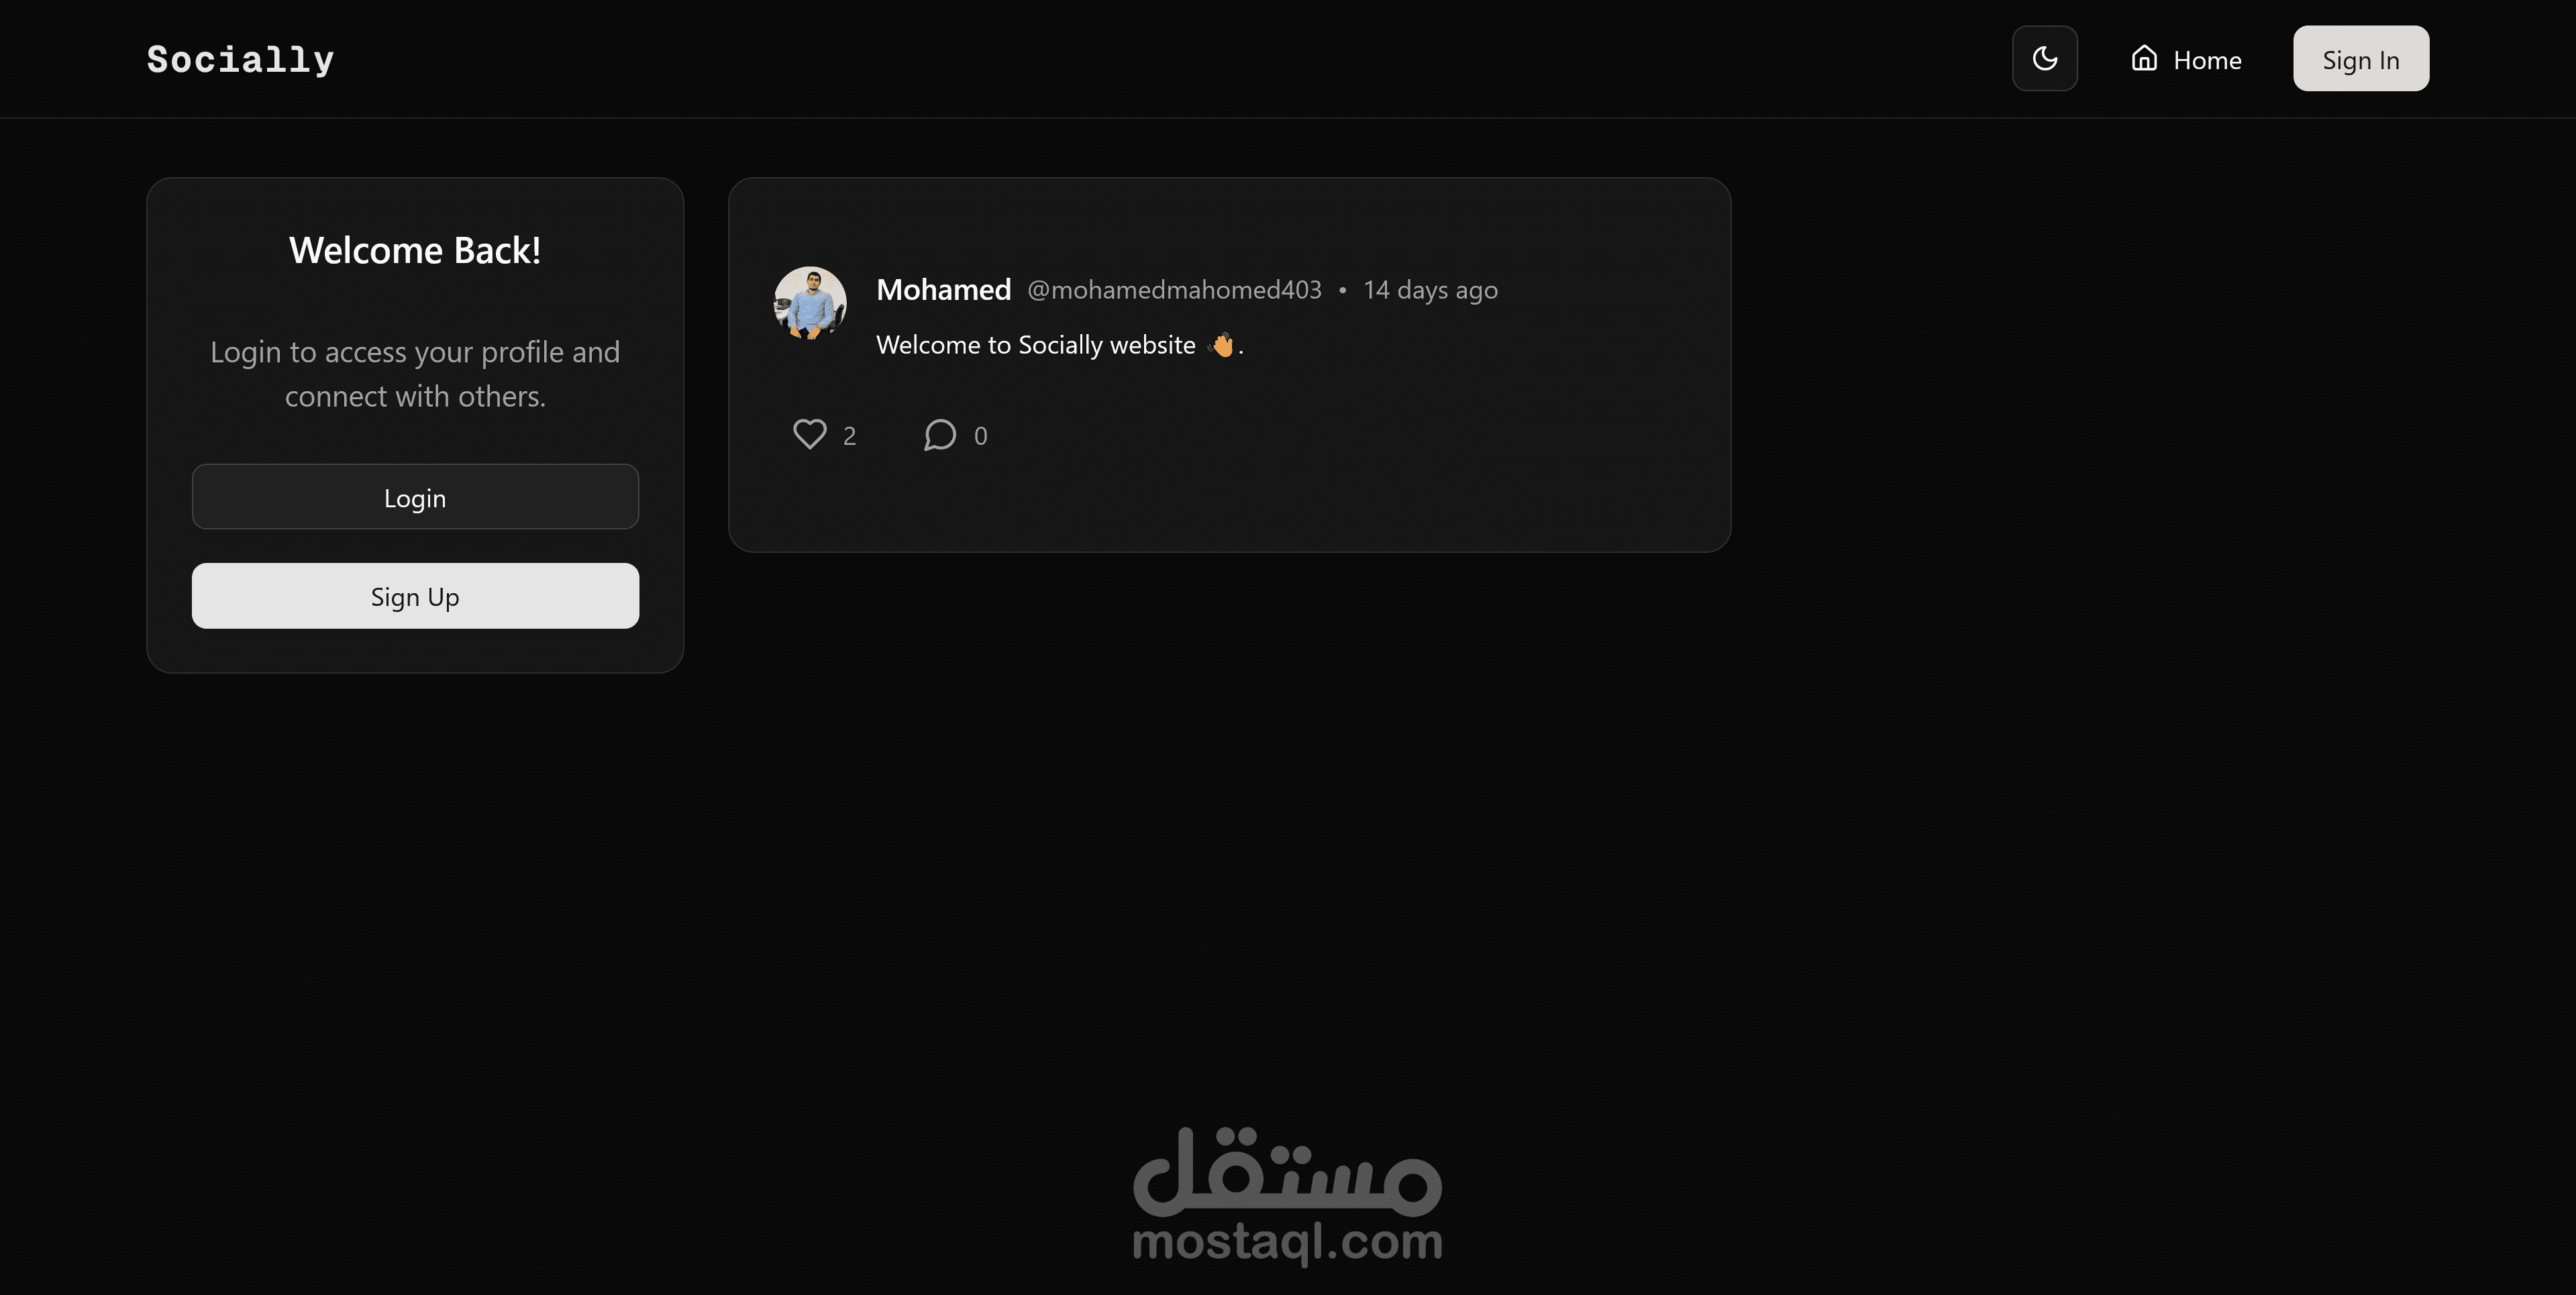 Socially
Home
Sign In
Welcome Back!
Login to access your profile and
connect with others.
Login
Sign Up
Mohamed @mohamedmahomed403 • 14 days ago
Welcome to Socially website 👋.
2 0
مستقل
mostaql.com